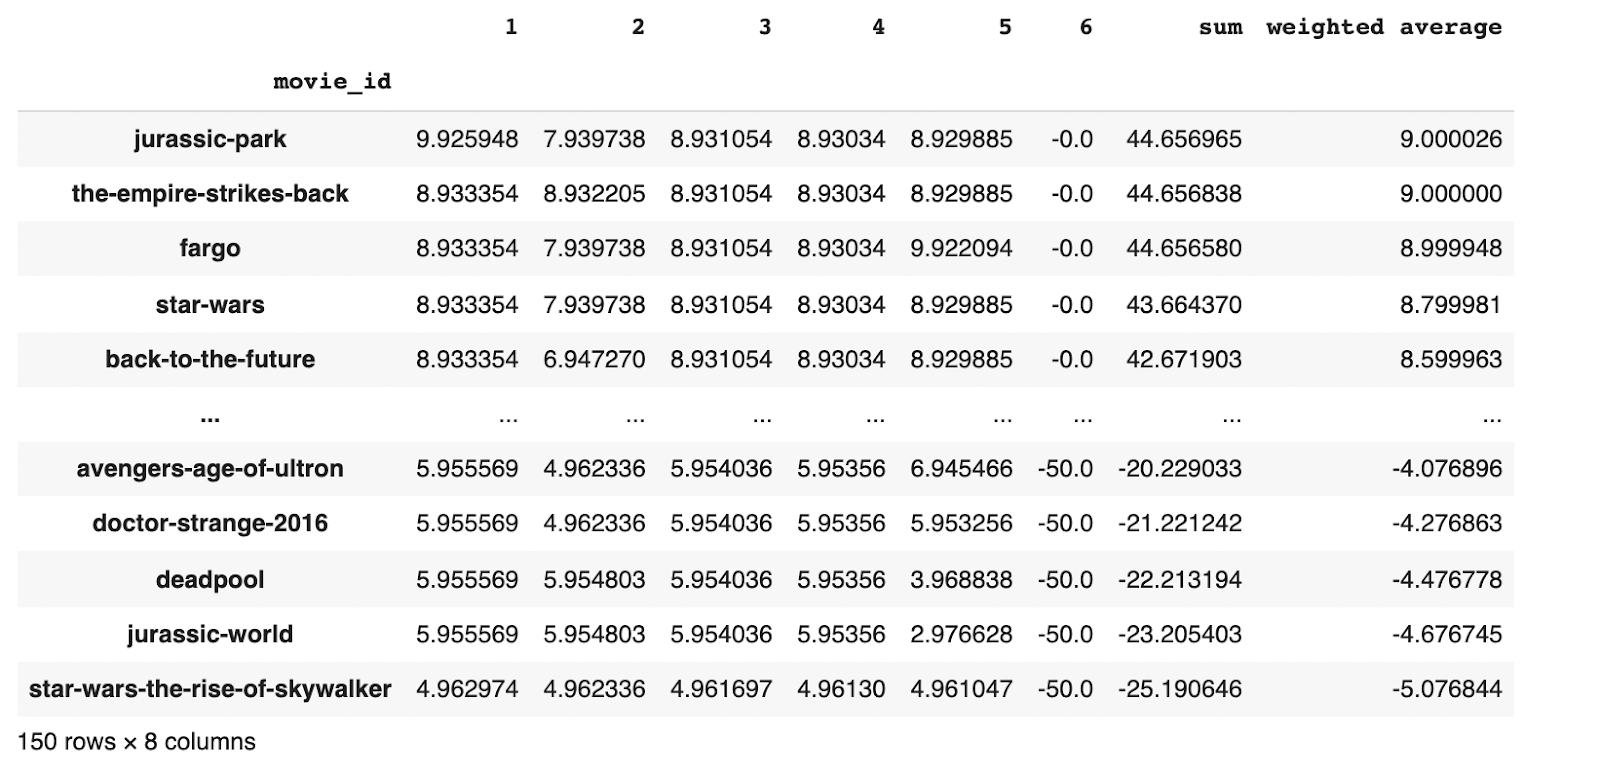 1 2 3 4 5 6 sum weighted average
movie_id
jurassic-park 9.925948 7.939738 8.931054 8.93034 8.929885 -0.0 44.656965 9.000026
the-empire-strikes-back 8.933354 8.932205 8.931054 8.93034 8.929885 -0.0 44.656838 9.000000
fargo 8.933354 7.939738 8.931054 8.93034 9.922094 -0.0 44.656580 8.999948
star-wars 8.933354 7.939738 8.931054 8.93034 8.929885 -0.0 43.664370 8.799981
back-to-the-future 8.933354 6.947270 8.931054 8.93034 8.929885 -0.0 42.671903 8.599963
... ... ... ... ... ... ... ... ...
avengers-age-of-ultron 5.955569 4.962336 5.954036 5.95356 6.945466 -50.0 -20.229033 -4.076896
doctor-strange-2016 5.955569 4.962336 5.954036 5.95356 5.953256 -50.0 -21.221242 -4.276863
deadpool 5.955569 5.954803 5.954036 5.95356 3.968838 -50.0 -22.213194 -4.476778
jurassic-world 5.955569 5.954803 5.954036 5.95356 2.976628 -50.0 -23.205403 -4.676745
star-wars-the-rise-of-skywalker 4.962974 4.962336 4.961697 4.96130 4.961047 -50.0 -25.190646 -5.076844
150 rows × 8 columns